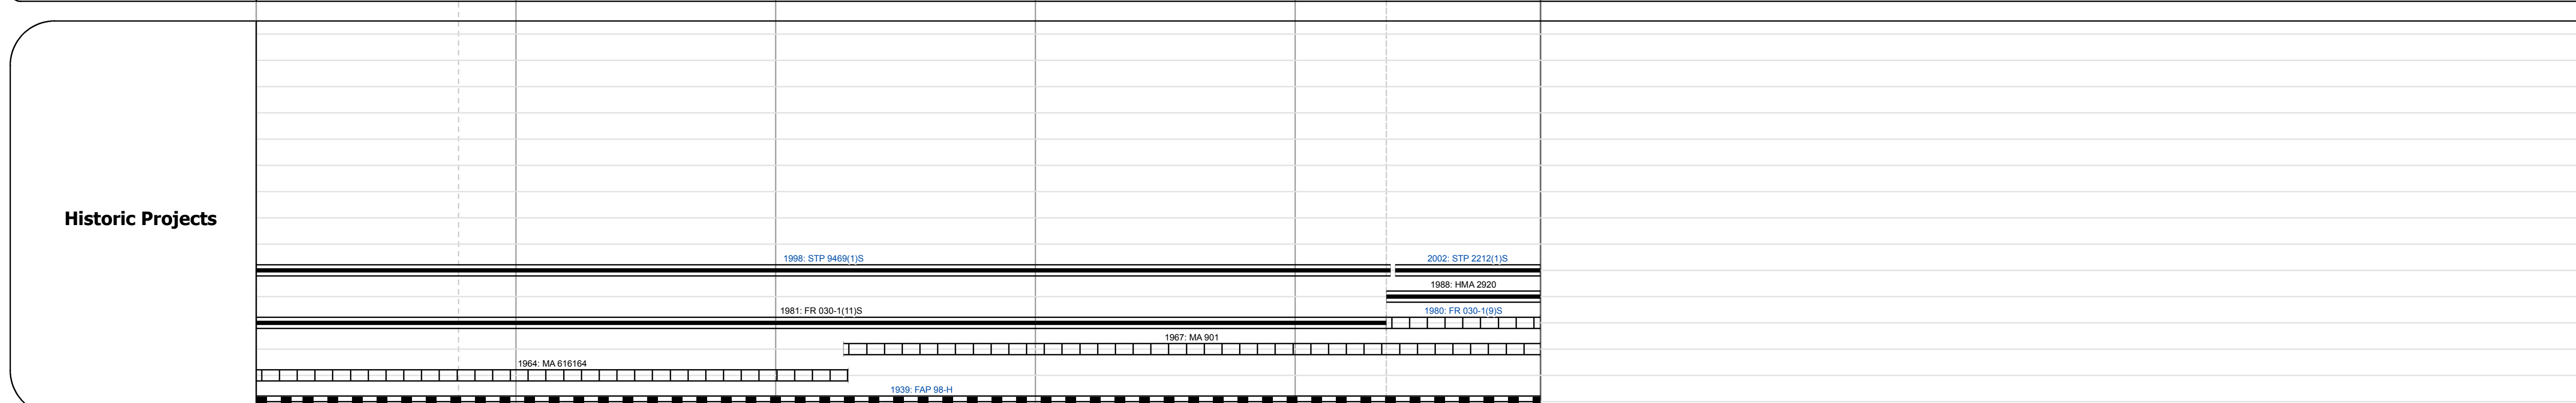 Historic Projects
1998: STP 9469(1)S
2002: STP 2212(1)S
1988: HMA 2920
1981: FR 030-1(11)S
1980: FR 030-1(9)S
1967: MA 901
1964: MA 616164
1939: FAP 98-H